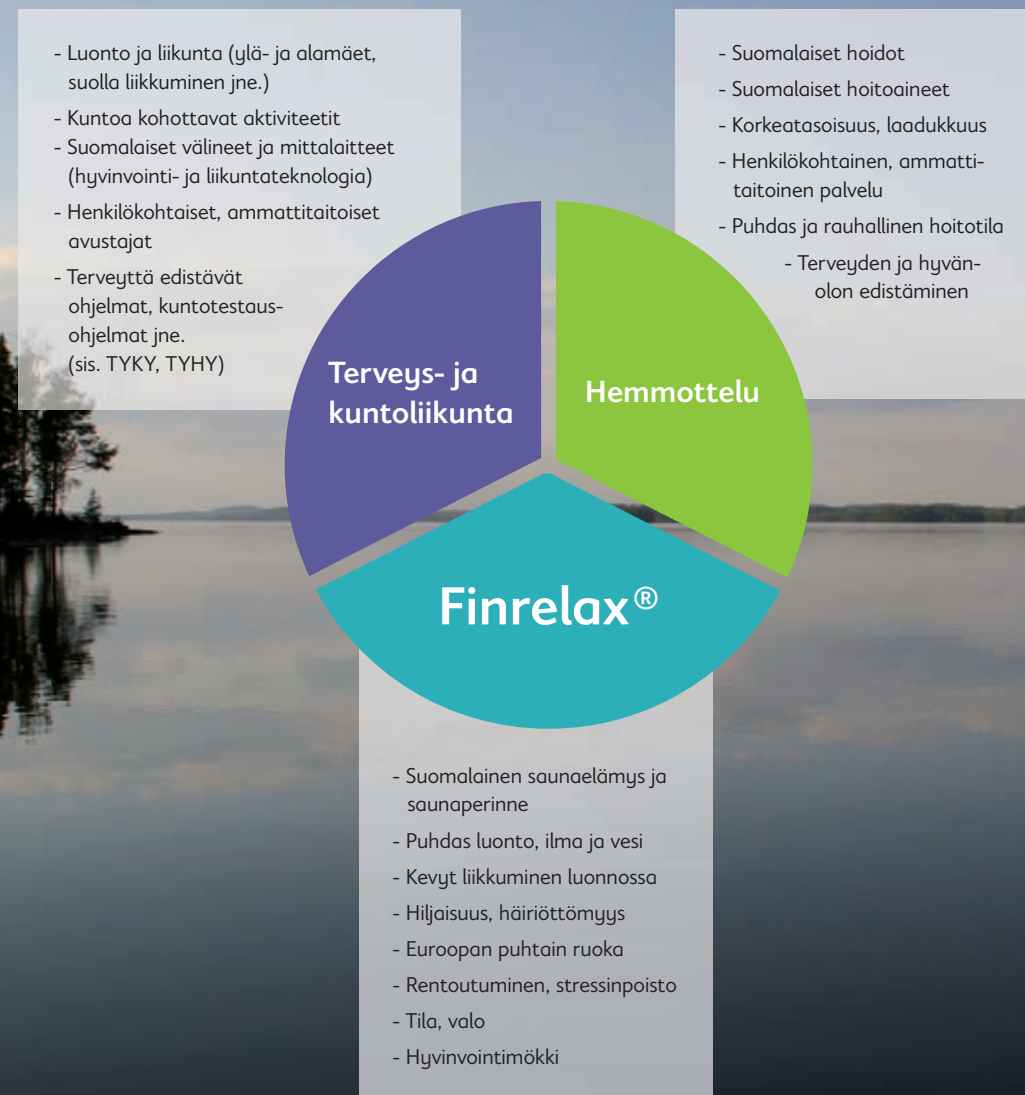 - Luonto ja liikunta (ylä- ja alamäet,
suolla liikkuminen jne.)
- Kuntoa kohottavat aktiviteetit
- Suomalaiset välineet ja mittalaitteet
(hyvinvointi- ja liikuntateknologia)
- Henkilökohtaiset, ammattitaitoiset
avustajat
- Terveyttä edistävät
ohjelmat, kuntotestaus-
ohjelmat jne.
(sis. TYKY, TYHY)
- Suomalaiset hoidot
- Suomalaiset hoitoaineet
- Korkeatasoisuus, laadukkuus
- Henkilökohtainen, ammatti-
taitoinen palvelu
- Puhdas ja rauhallinen hoitotila
- Terveyden ja hyvän-
olon edistäminen
Terveys- ja
kuntoliikunta
Hemmottelu
Finrelax®
- Suomalainen saunaelämys ja
saunaperinne
- Puhdas luonto, ilma ja vesi
- Kevyt liikkuminen luonnossa
- Hiljaisuus, häiriöttömyys
- Euroopan puhtain ruoka
- Rentoutuminen, stressinpoisto
- Tila, valo
- Hyvinvointimökki